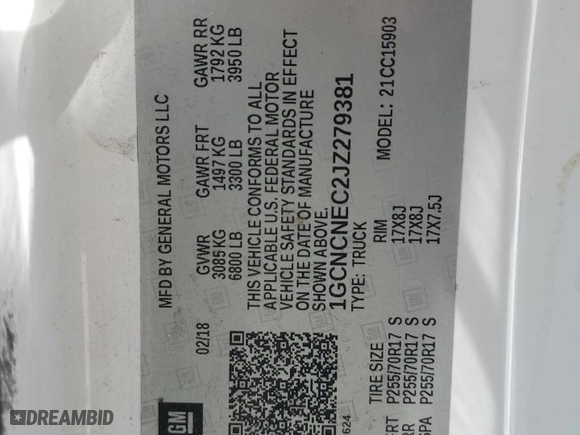 MFD BY GENERAL MOTORS LLC
02/18 GVWR GAWR FRT GAWR RR
3085 KG 1497 KG 1792 KG
6800 LB 3300 LB 3950 LB
THIS VEHICLE CONFORMS TO ALL
APPLICABLE U.S. FEDERAL MOTOR
VEHICLE SAFETY STANDARDS IN EFFECT
ON THE DATE OF MANUFACTURE
SHOWN ABOVE.
1GCNCNEC2JZ279381
TYPE: TRUCK MODEL: 21CC15903
GM
624
TIRE SIZE RIM
FRT P255/70R17 S 17X8J
RR P255/70R17 S 17X8J
SPA P255/70R17 S 17X7.5J
DREAMBID